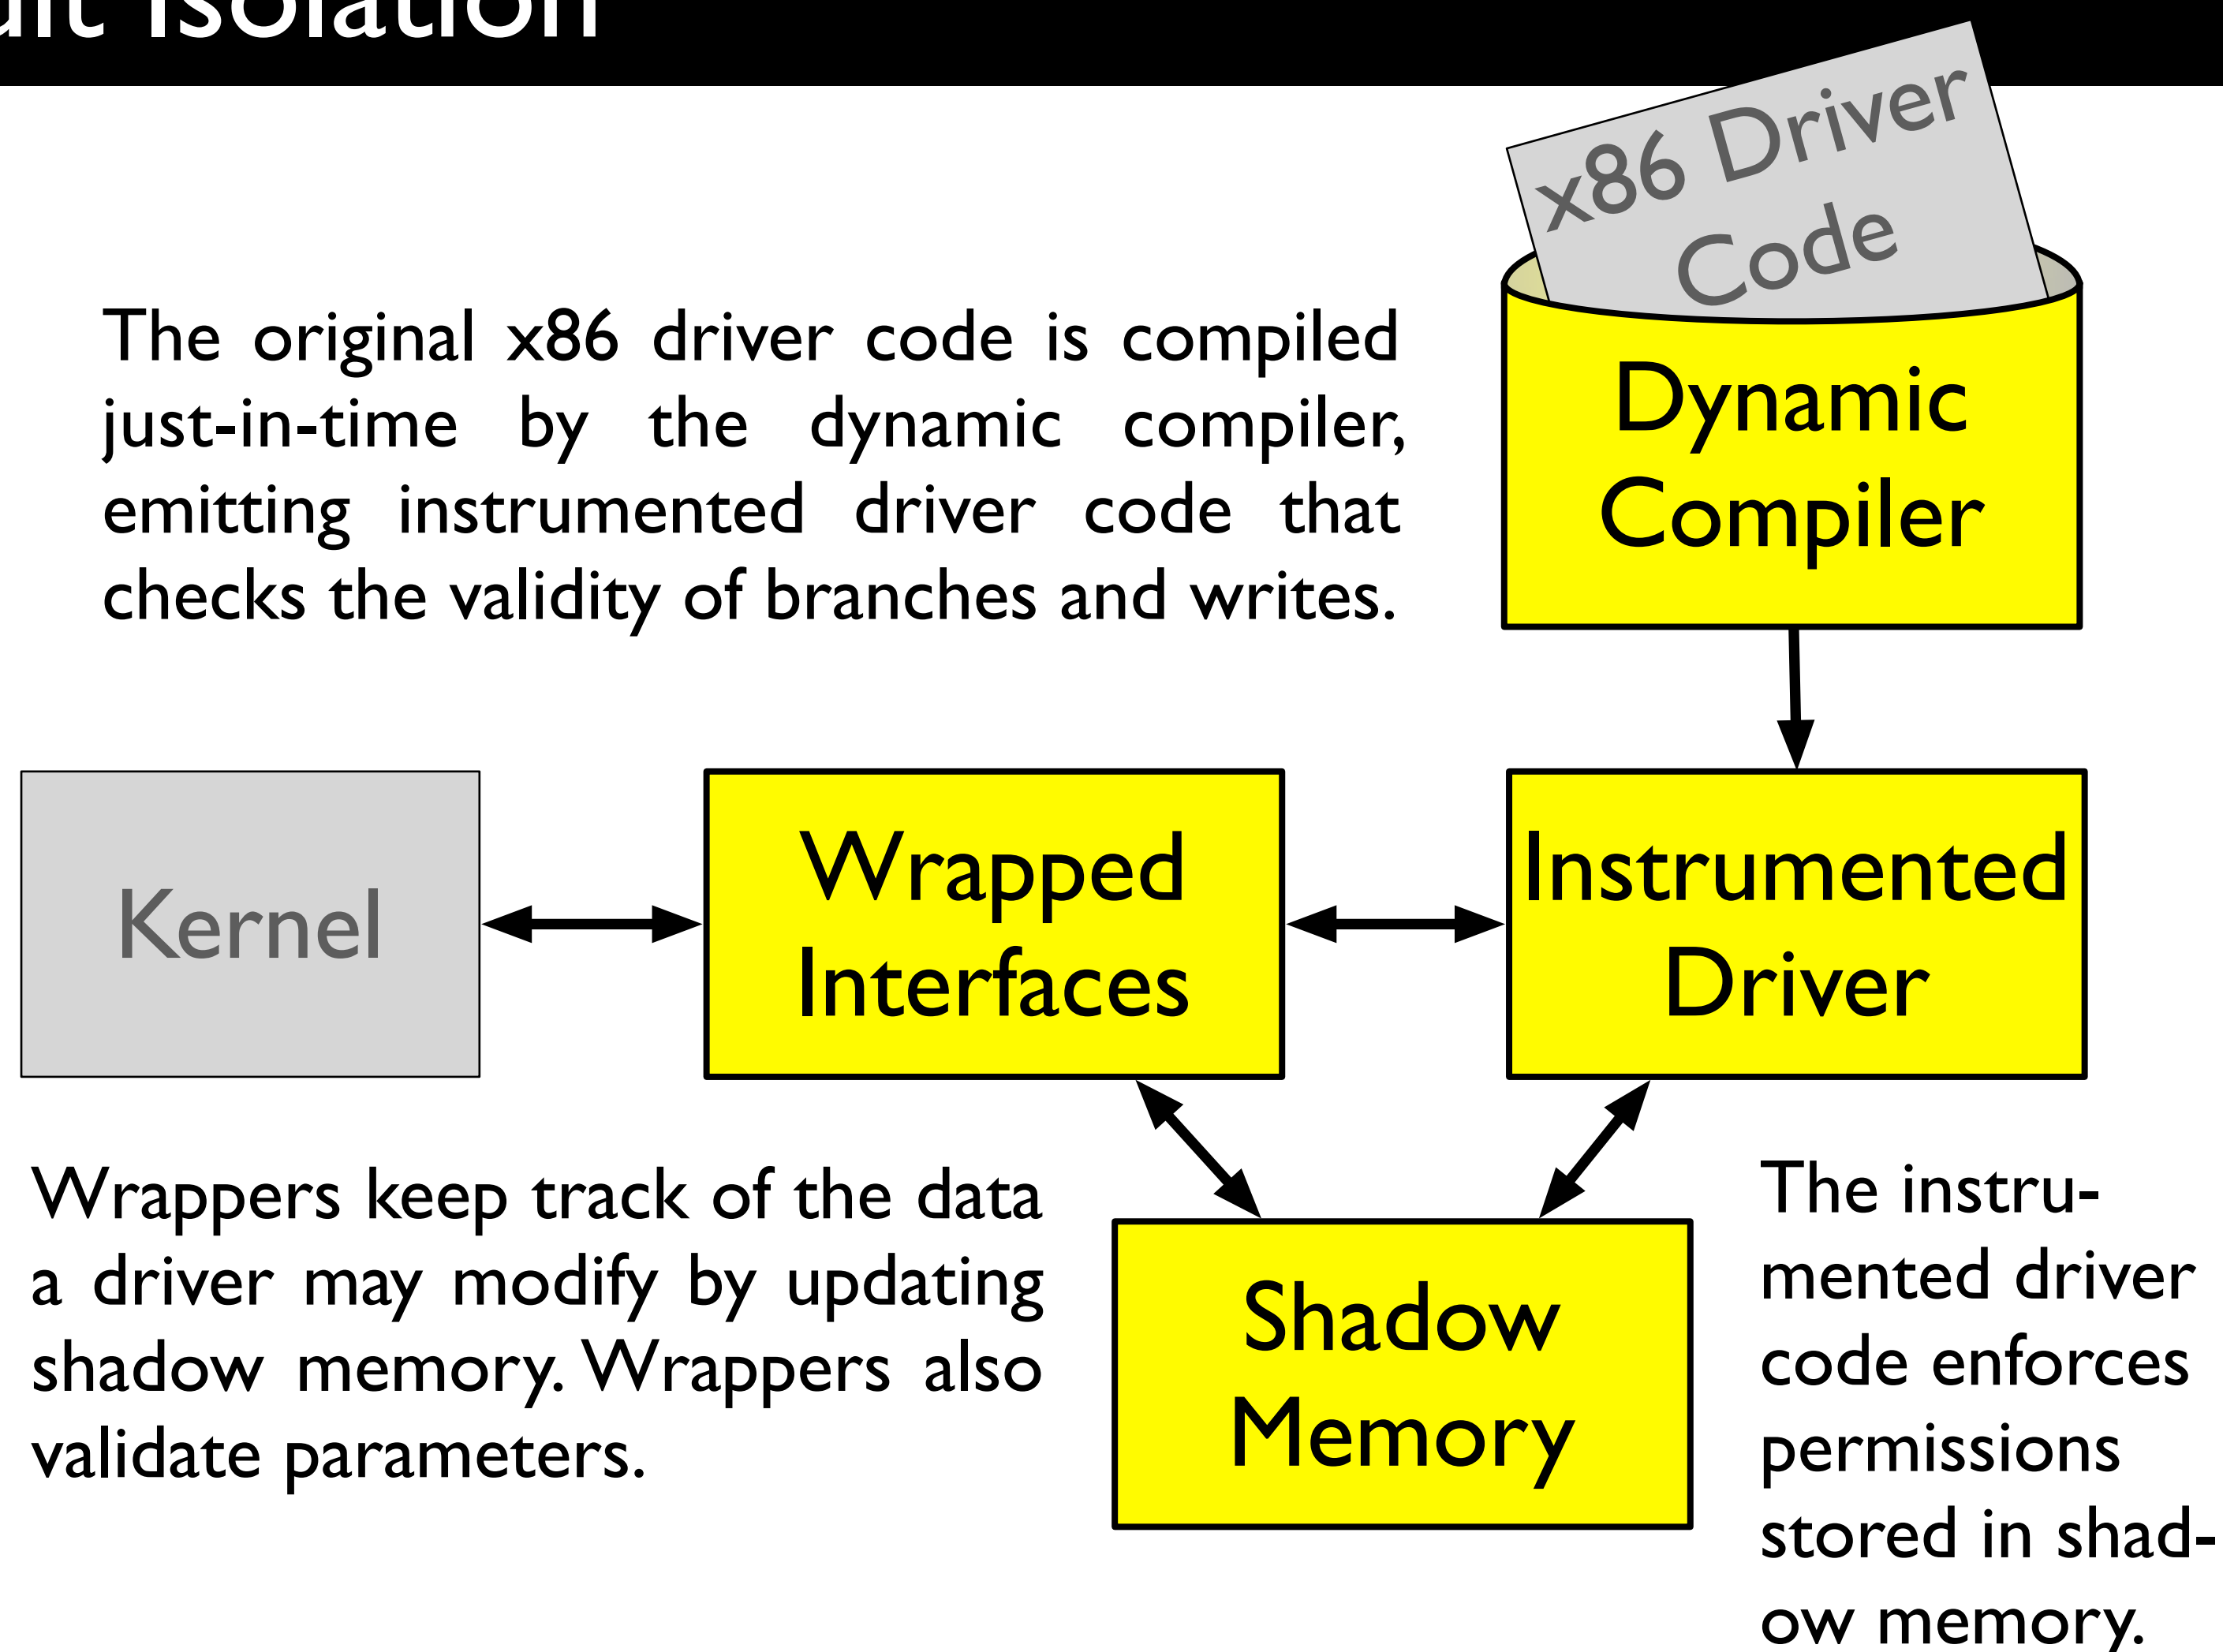 Isolation
x86 Driver
Code
The original x86 driver code is compiled
just-in-time by the dynamic compiler,
emitting instrumented driver code that
checks the validity of branches and writes.
Dynamic
Compiler
Kernel
Wrapped
Interfaces
Instrumented
Driver
Wrappers keep track of the data
a driver may modify by updating
shadow memory. Wrappers also
validate parameters.
Shadow
Memory
The instru-
mented driver
code enforces
permissions
stored in shad-
ow memory.